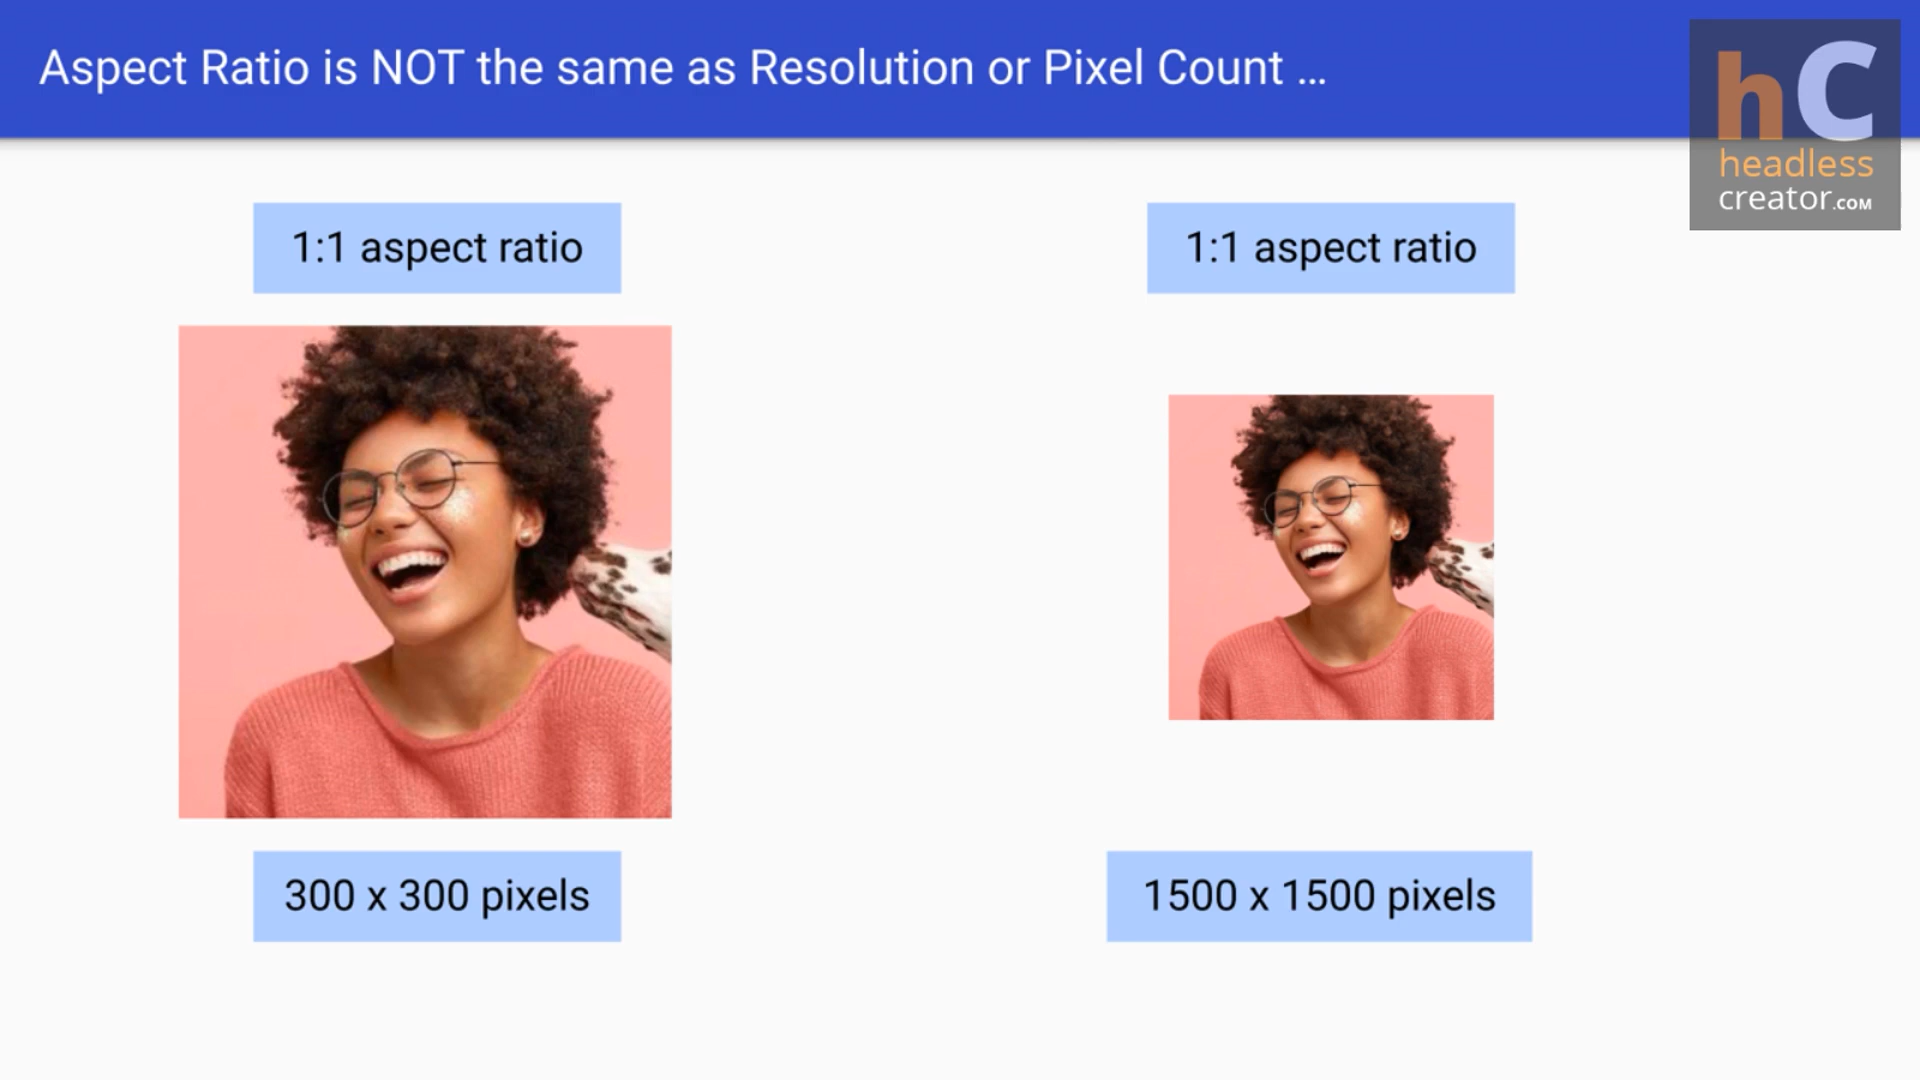 Aspect Ratio is NOT the same as Resolution or Pixel Count ...
hC
headless
creator.COM
1:1 aspect ratio
1:1 aspect ratio
300 x 300 pixels
1500 x 1500 pixels